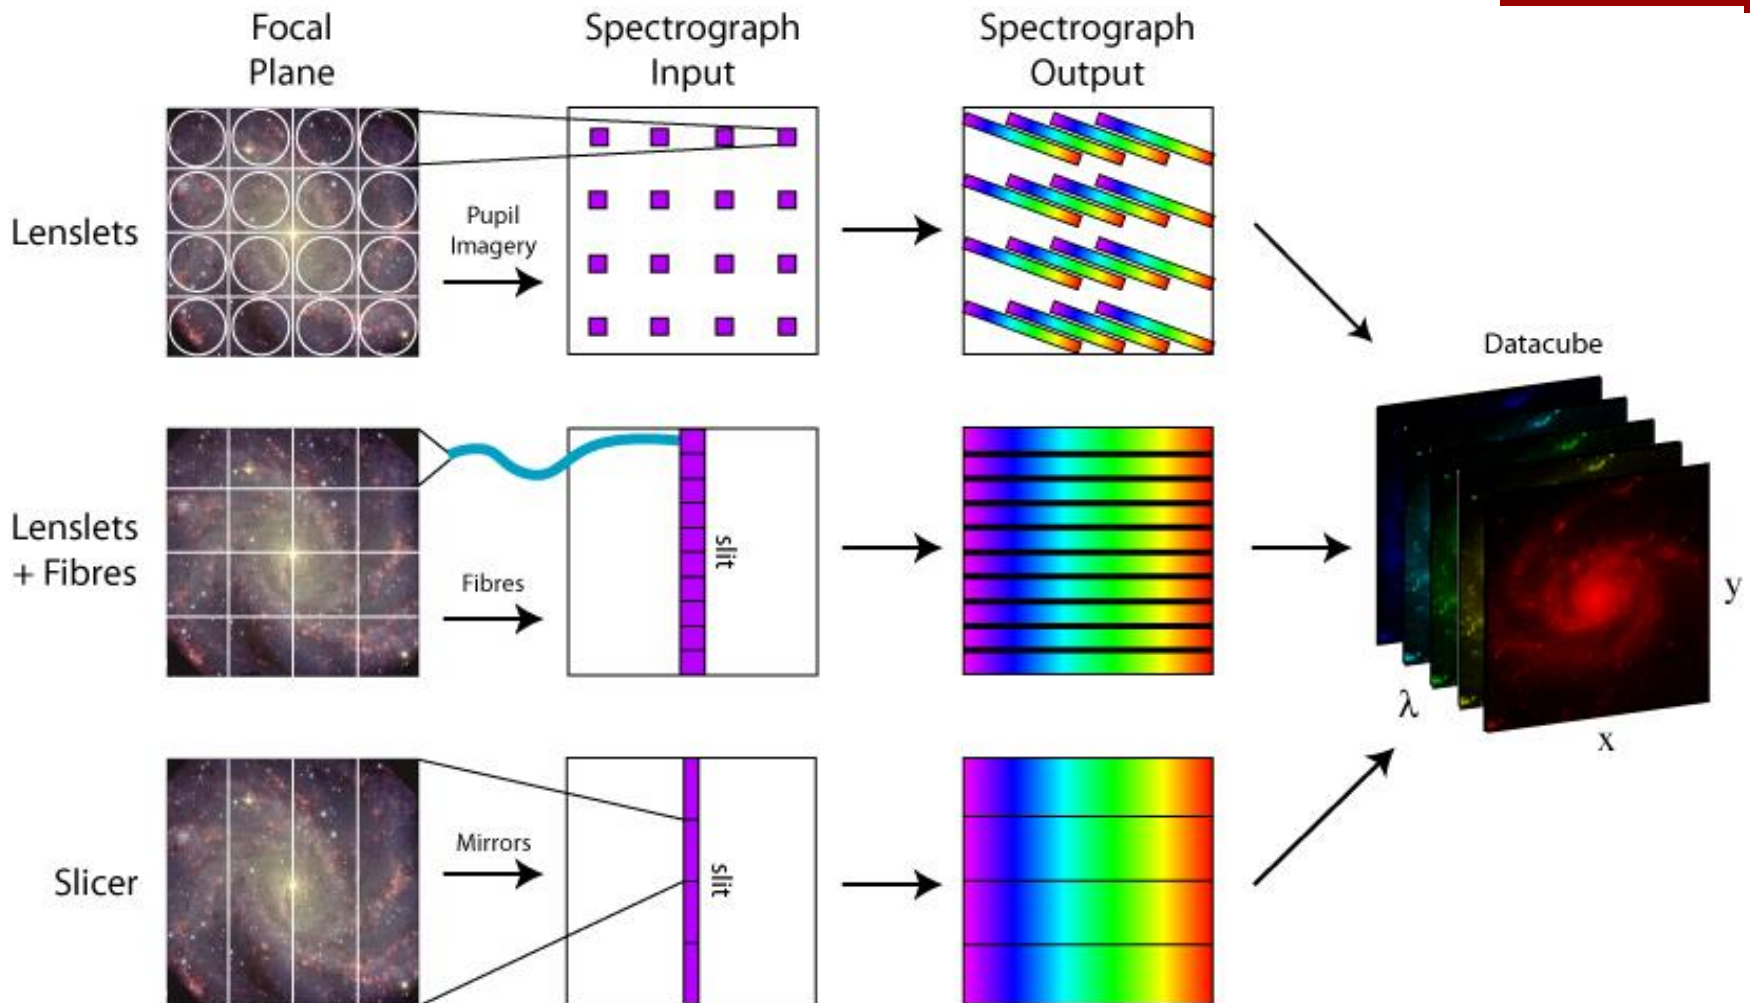 Focal
Plane
Spectrograph
Input
Spectrograph
Output
Lenslets
Pupil
Imagery
Datacube
Lenslets
+ Fibres
Fibres
slit
y
λ
x
Slicer
Mirrors
slit